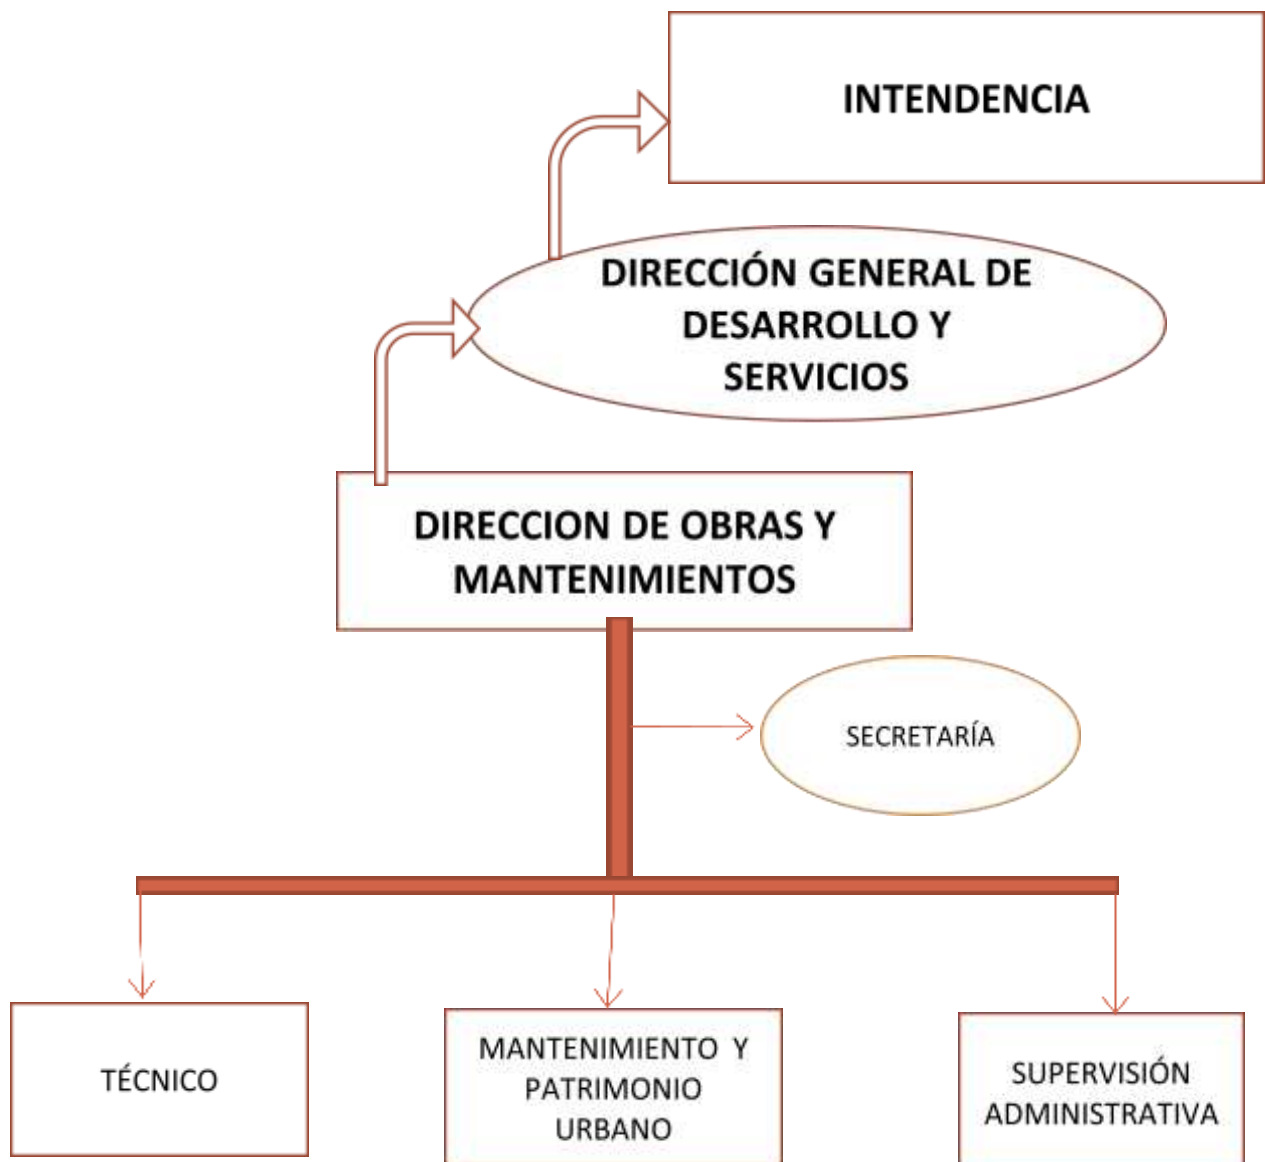 INTENDENCIA
DIRECCIÓN GENERAL DE
DESARROLLO Y
SERVICIOS
DIRECCION DE OBRAS Y
MANTENIMIENTOS
SECRETARÍA
TÉCNICO
MANTENIMIENTO Y
PATRIMONIO
URBANO
SUPERVISIÓN
ADMINISTRATIVA